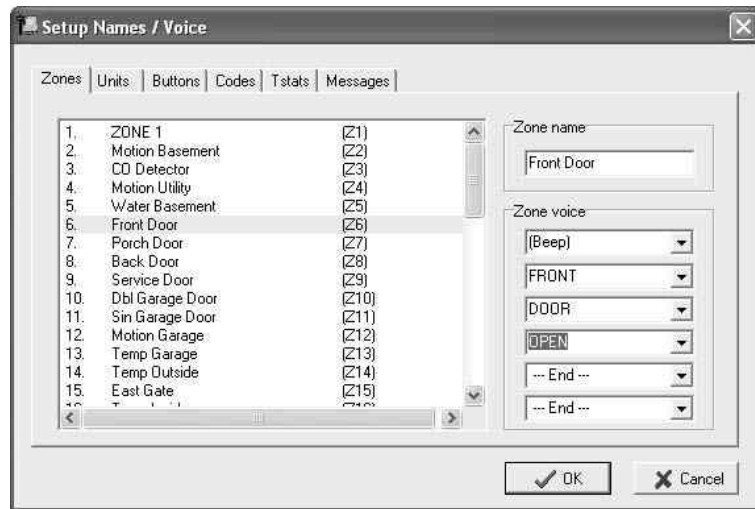 Setup Names / Voice
Zones Units Buttons Codes Tstats Messages
1. ZONE 1 (Z1)
2. Motion Basement (Z2)
3. CO Detector (Z3)
4. Motion Utility (Z4)
5. Water Basement (Z5)
6. Front Door (Z6)
7. Porch Door (Z7)
8. Back Door (Z8)
9. Service Door (Z9)
10. Dbl Garage Door (Z10)
11. Sin Garage Door (Z11)
12. Motion Garage (Z12)
13. Temp Garage (Z13)
14. Temp Outside (Z14)
15. East Gate (Z15)
Zone name
Front Door
Zone voice
(Beep)
FRONT
DOOR
OPEN
--- End ---
--- End ---
OK Cancel